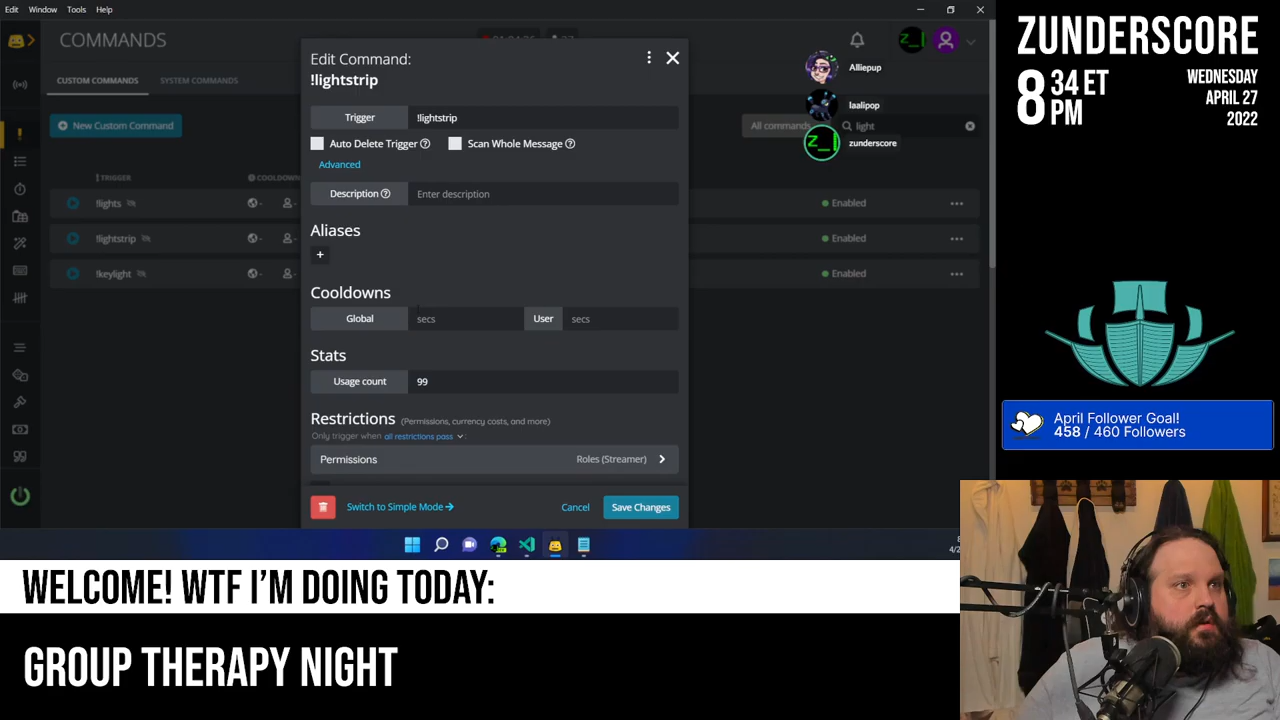 Edit Window Tools Help
COMMANDS
CUSTOM COMMANDS SYSTEM COMMANDS
New Custom Command
All commands light
TRIGGER COOLDOWN
!lights Enabled
!lightstrip Enabled
!keylight Enabled
Edit Command:
!lightstrip
Trigger !lightstrip
Auto Delete Trigger Scan Whole Message
Advanced
Description Enter description
Aliases
+
Cooldowns
Global secs User secs
Stats
Usage count 99
Restrictions (Permissions, currency costs, and more)
Only trigger when all restrictions pass :
Permissions Roles (Streamer)
Switch to Simple Mode Cancel Save Changes
Alliepup
laalipop
z_| zunderscore
ZUNDERSCORE
8 34 ET PM
WEDNESDAY
APRIL 27
2022
April Follower Goal!
458 / 460 Followers
WELCOME! WTF I'M DOING TODAY:
GROUP THERAPY NIGHT